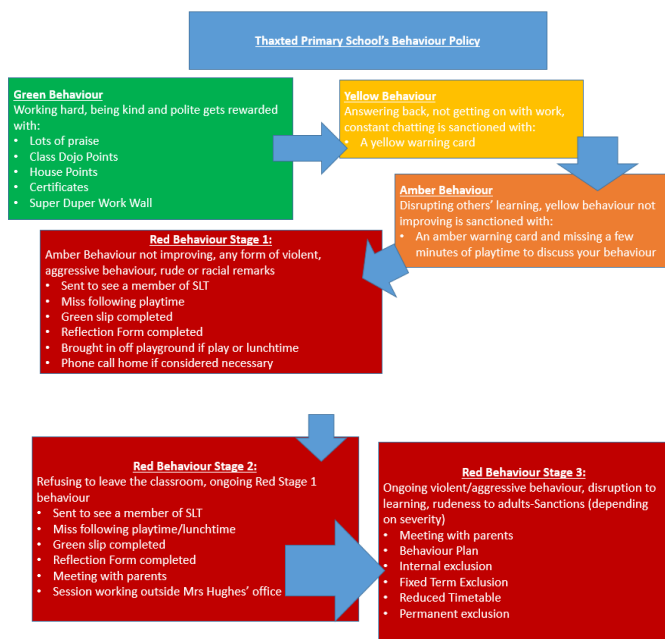 Thaxted Primary School's Behaviour Policy
Green Behaviour
Working hard, being kind and polite gets rewarded
with:
• Lots of praise
• Class Dojo Points
• House Points
• Certificates
• Super Duper Work Wall
Yellow Behaviour
Answering back, not getting on with work,
constant chatting is sanctioned with:
• A yellow warning card
Amber Behaviour
Disrupting others' learning, yellow behaviour not
improving is sanctioned with:
• An amber warning card and missing a few
minutes of playtime to discuss your behaviour
Red Behaviour Stage 1:
Amber Behaviour not improving, any form of violent,
aggressive behaviour, rude or racial remarks
• Sent to see a member of SLT
• Miss following playtime
• Green slip completed
• Reflection Form completed
• Brought in off playground if play or lunchtime
• Phone call home if considered necessary
Red Behaviour Stage 2:
Refusing to leave the classroom, ongoing Red Stage 1
behaviour
• Sent to see a member of SLT
• Miss following playtime/lunchtime
• Green slip completed
• Reflection Form completed
• Meeting with parents
• Session working outside Mrs Hughes' office
Red Behaviour Stage 3:
Ongoing violent/aggressive behaviour, disruption to
learning, rudeness to adults-Sanctions (depending
on severity)
• Meeting with parents
• Behaviour Plan
• Internal exclusion
• Fixed Term Exclusion
• Reduced Timetable
• Permanent exclusion